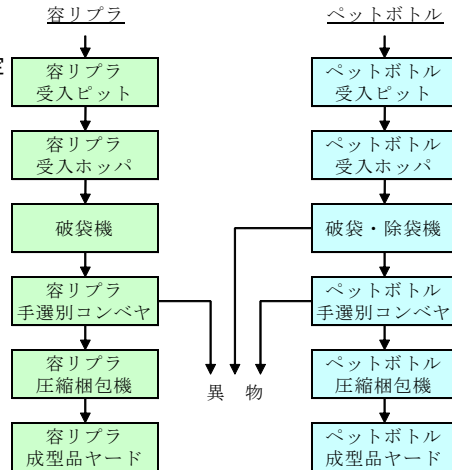 容リプラ
容リプラ
受入ピット
容リプラ
受入ホッパ
破袋機
容リプラ
手選別コンベヤ
容リプラ
圧縮梱包機
容リプラ
成型品ヤード
異 物
ペットボトル
ペットボトル
受入ピット
ペットボトル
受入ホッパ
破袋・除袋機
ペットボトル
手選別コンベヤ
ペットボトル
圧縮梱包機
ペットボトル
成型品ヤード